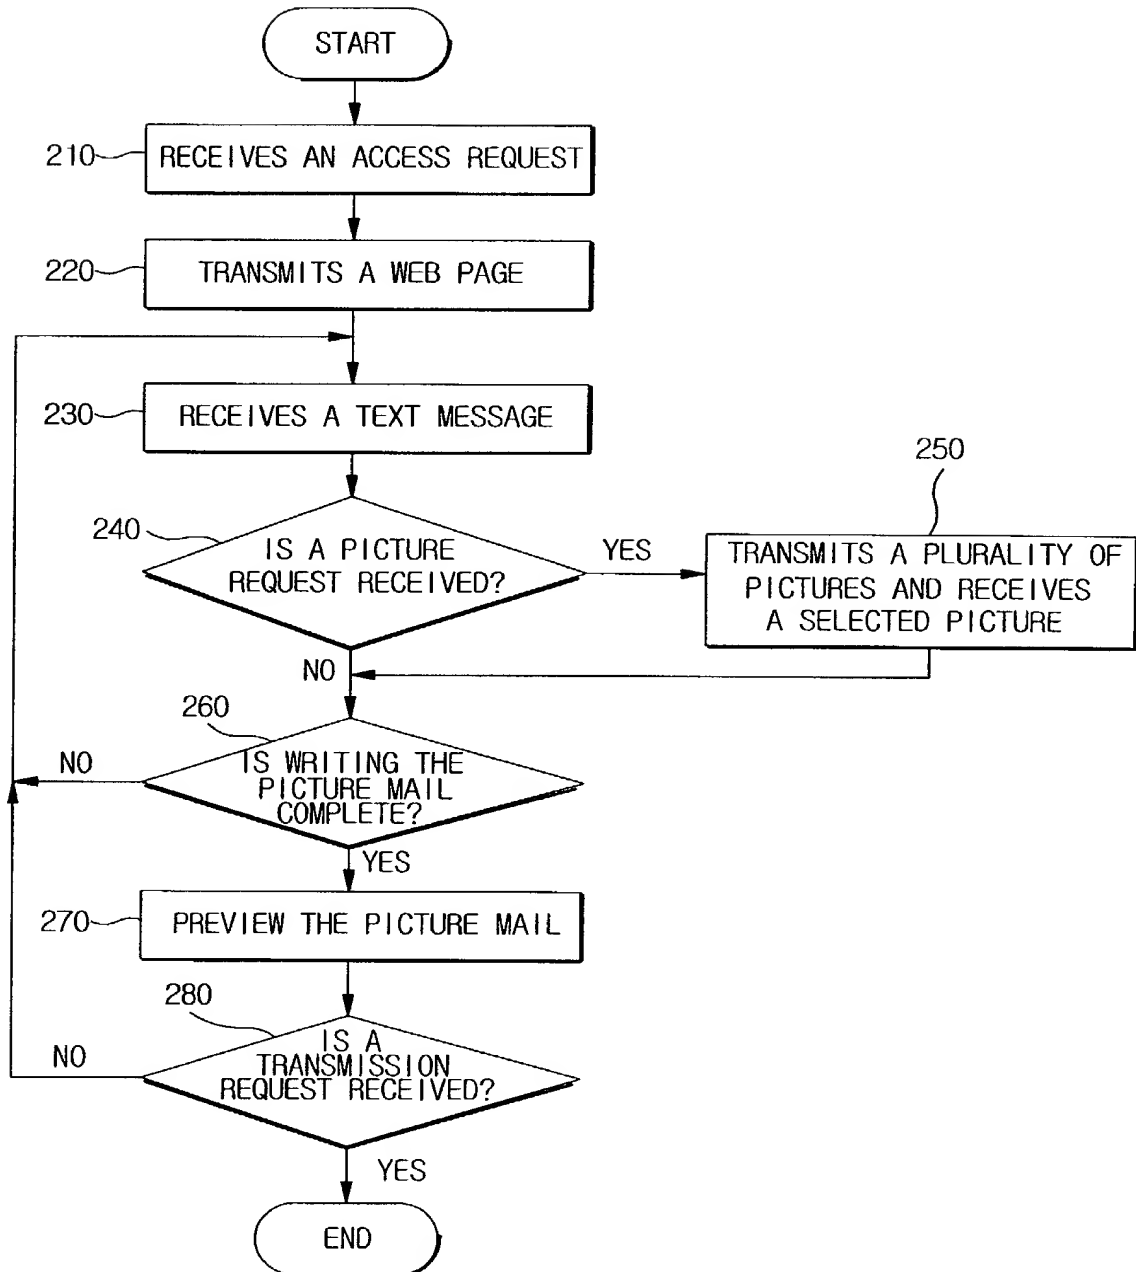 START
210
RECEIVES AN ACCESS REQUEST
220
TRANSMITS A WEB PAGE
230
RECEIVES A TEXT MESSAGE
240
IS A PICTURE
REQUEST RECEIVED?
YES
250
TRANSMITS A PLURALITY OF
PICTURES AND RECEIVES
A SELECTED PICTURE
NO
260
IS WRITING THE
PICTURE MAIL
COMPLETE?
NO
YES
270
PREVIEW THE PICTURE MAIL
280
IS A
TRANSMISSION
REQUEST RECEIVED?
NO
YES
END